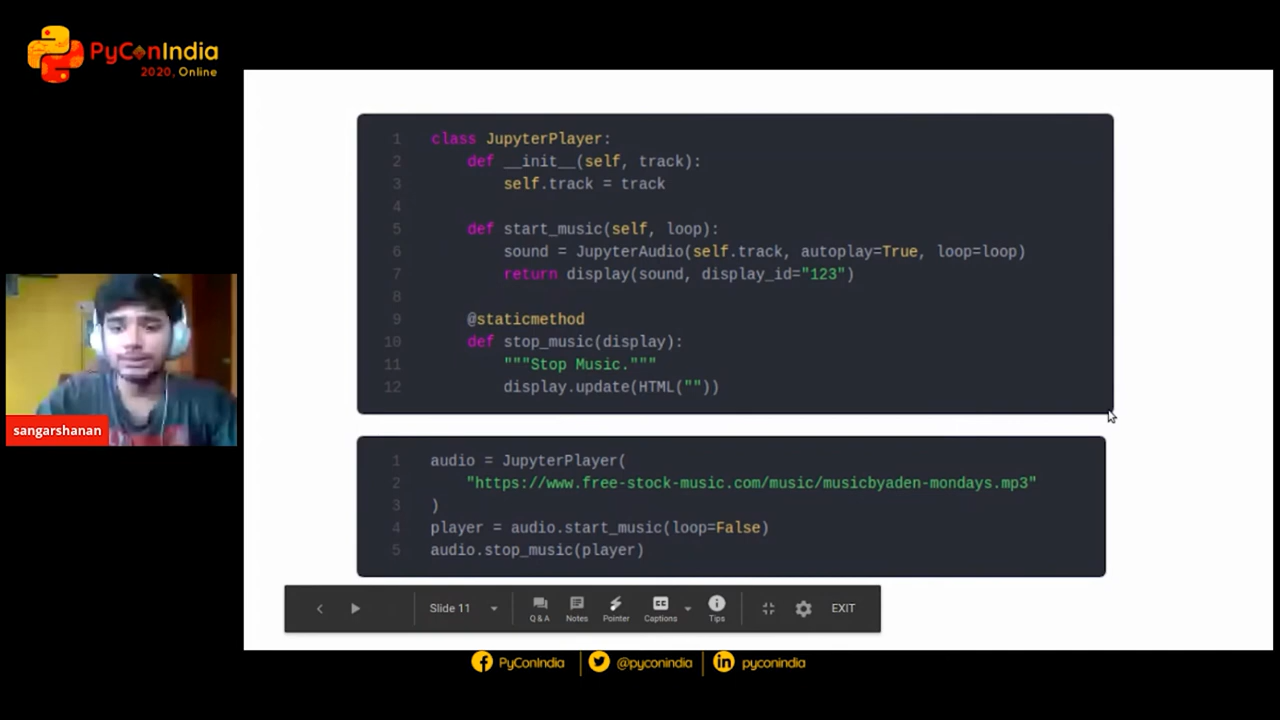 PyConIndia
2020, Online
1 class JupyterPlayer:
2 def __init__(self, track):
3 self.track = track
4
5 def start_music(self, loop):
6 sound = JupyterAudio(self.track, autoplay=True, loop=loop)
7 return display(sound, display_id="123")
8
9 @staticmethod
10 def stop_music(display):
11 """Stop Music."""
12 display.update(HTML(""))
sangarshanan
1 audio = JupyterPlayer(
2 "https://www.free-stock-music.com/music/musicbyaden-mondays.mp3"
3 )
4 player = audio.start_music(loop=False)
5 audio.stop_music(player)
Slide 11
Q & A Notes Pointer Captions Tips
EXIT
PyConIndia @pyconindia pyconindia